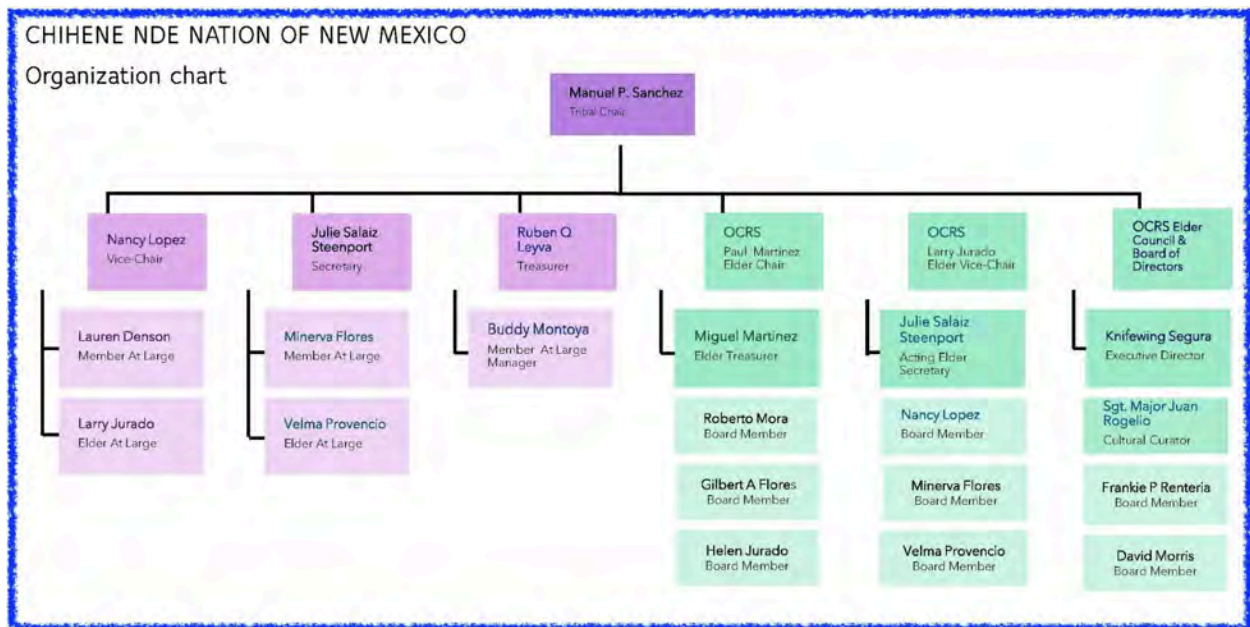 CHIHENE NDE NATION OF NEW MEXICO
Organization chart
Manuel P. Sanchez
Tribal Chair
Nancy Lopez
Vice-Chair
Lauren Denson
Member At Large
Larry Jurado
Elder At Large
Julie Salaiz
Steenport
Secretary
Minerva Flores
Member At Large
Velma Provencio
Elder At Large
Ruben Q
Leyva
Treasurer
Buddy Montoya
Member At Large
Manager
OCRS
Paul Martinez
Elder Chair
Miguel Martinez
Elder Treasurer
Roberto Mora
Board Member
Gilbert A Flores
Board Member
Helen Jurado
Board Member
OCRS
Larry Jurado
Elder Vice-Chair
Julie Salaiz
Steenport
Acting Elder
Secretary
Nancy Lopez
Board Member
Minerva Flores
Board Member
Velma Provencio
Board Member
OCRS Elder
Council &
Board of
Directors
Knifewing Segura
Executive Director
Sgt. Major Juan
Rogelio
Cultural Curator
Frankie P Renteria
Board Member
David Morris
Board Member